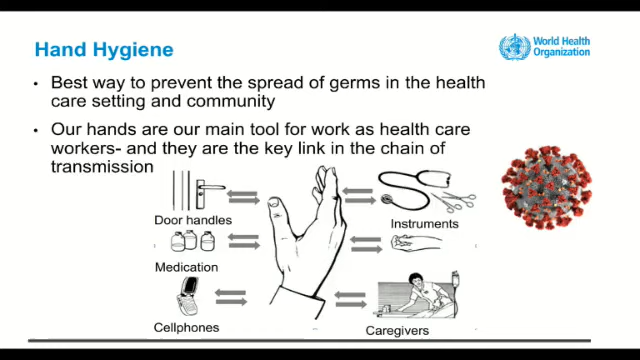 Hand Hygiene
World Health
Organization
• Best way to prevent the spread of germs in the health
care setting and community
• Our hands are our main tool for work as health care
workers- and they are the key link in the chain of
transmission
Door handles
Instruments
Medication
Cellphones
Caregivers